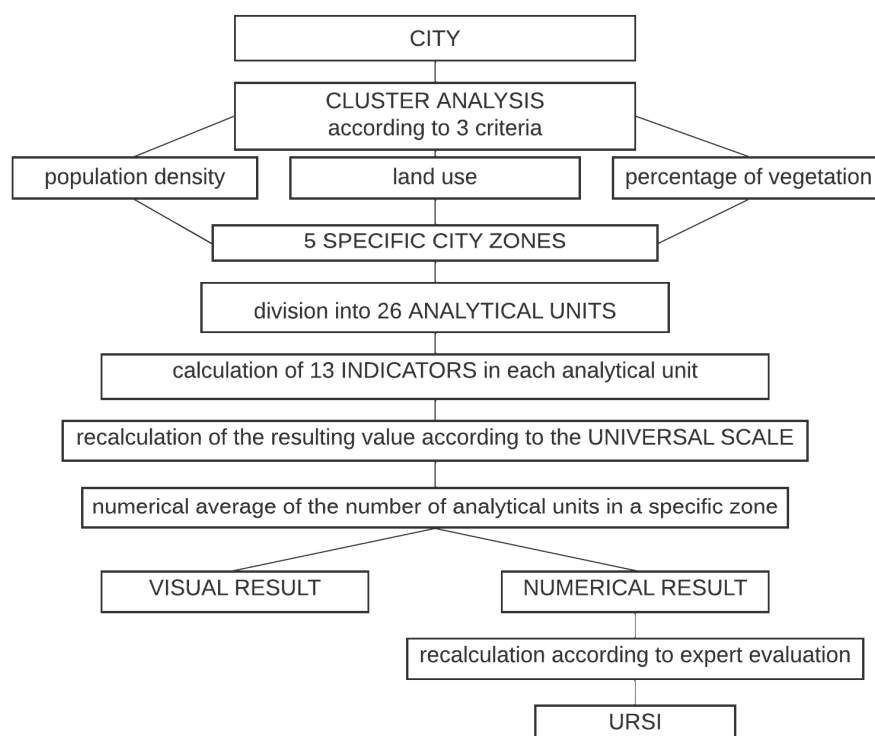 CITY
CLUSTER ANALYSIS
according to 3 criteria
population density
land use
percentage of vegetation
5 SPECIFIC CITY ZONES
division into 26 ANALYTICAL UNITS
calculation of 13 INDICATORS in each analytical unit
recalculation of the resulting value according to the UNIVERSAL SCALE
numerical average of the number of analytical units in a specific zone
VISUAL RESULT
NUMERICAL RESULT
recalculation according to expert evaluation
URSI